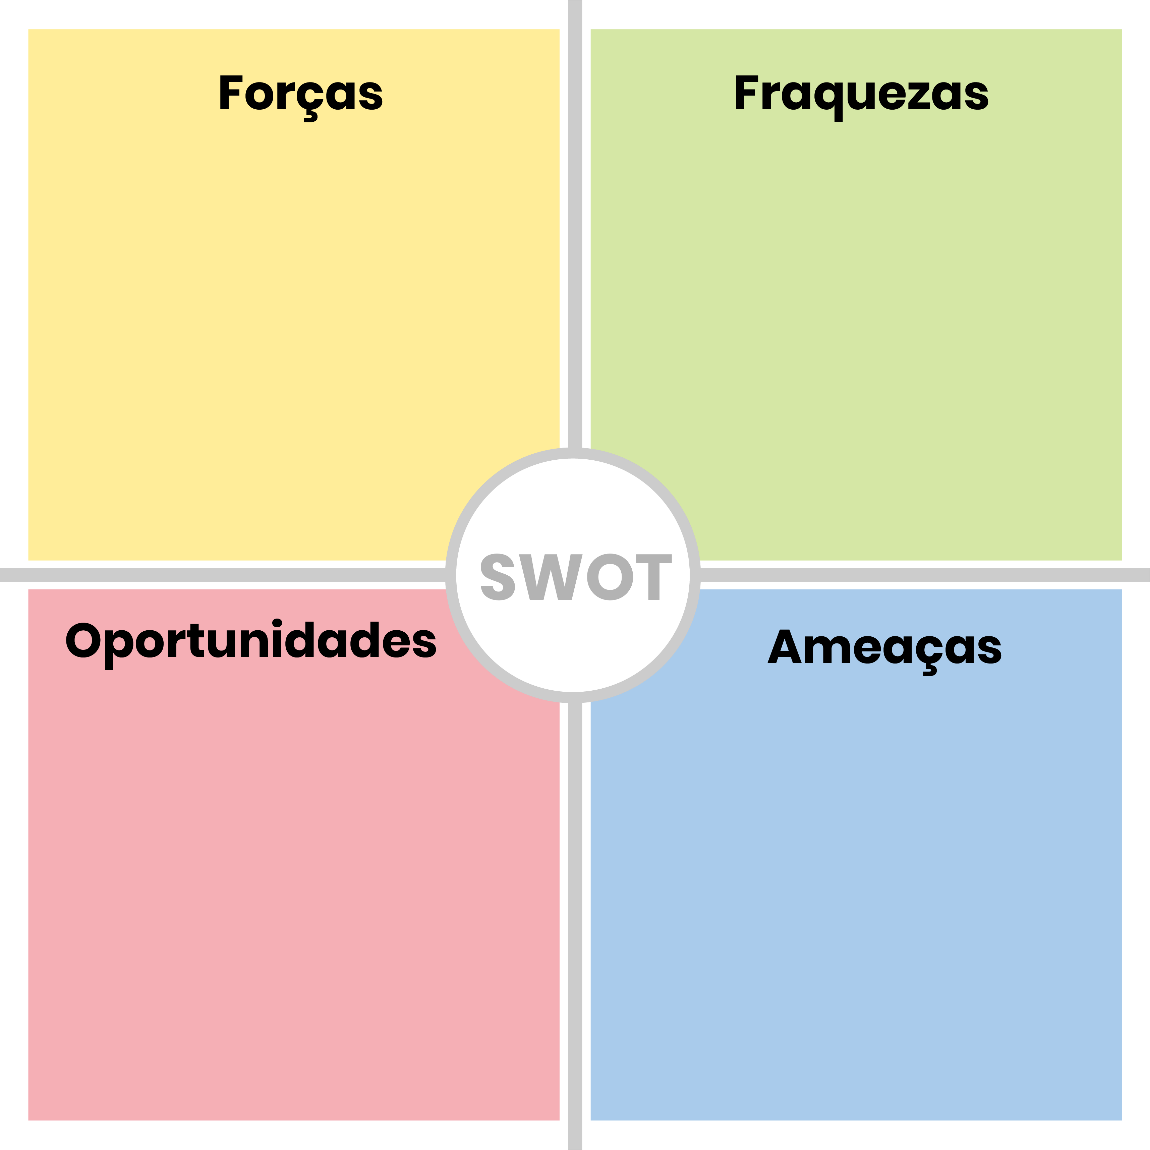 Forças
Fraquezas
SWOT
Oportunidades
Ameaças